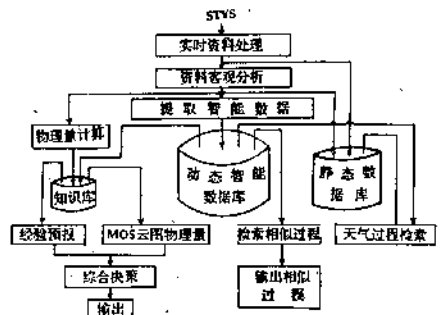 STYS
实时资料处理
资料客观分析
提取智能数据
物理量计算
知识库
动态智能
数据库
静态数
据库
经验预报
MOS云图物理量
检索相似过程
天气过程检索
综合决策
输出相似
过程
输出